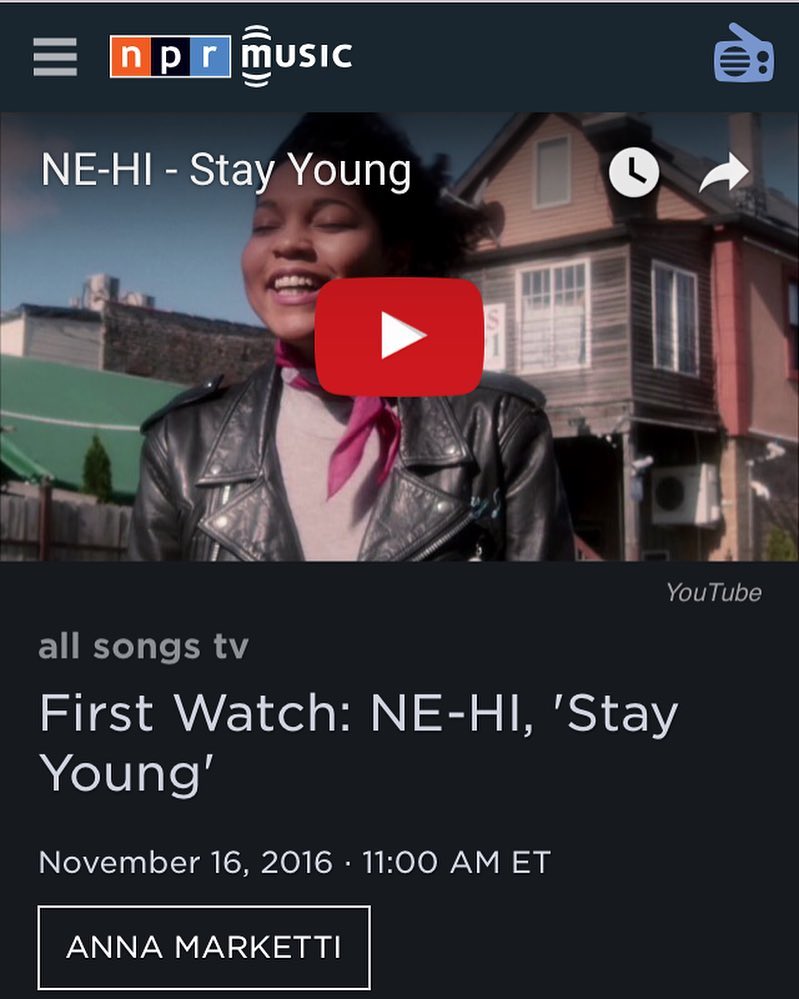 npr music
NE-HI - Stay Young
YouTube
all songs tv
First Watch: NE-HI, 'Stay
Young'
November 16, 2016 · 11:00 AM ET
ANNA MARKETTI